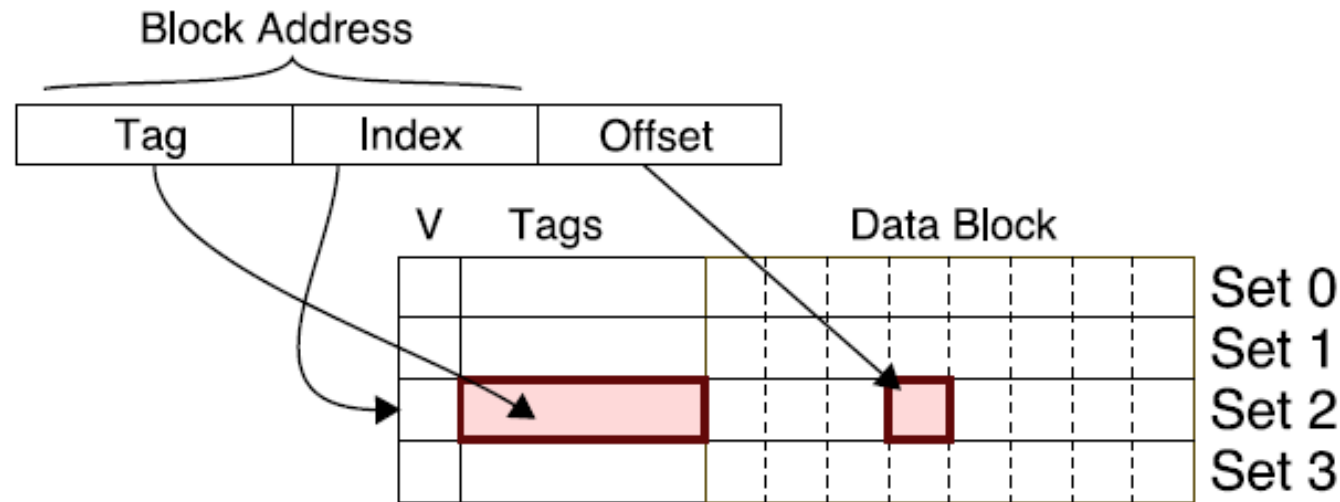 Block Address
Tag Index Offset
V Tags Data Block
Set 0
Set 1
Set 2
Set 3